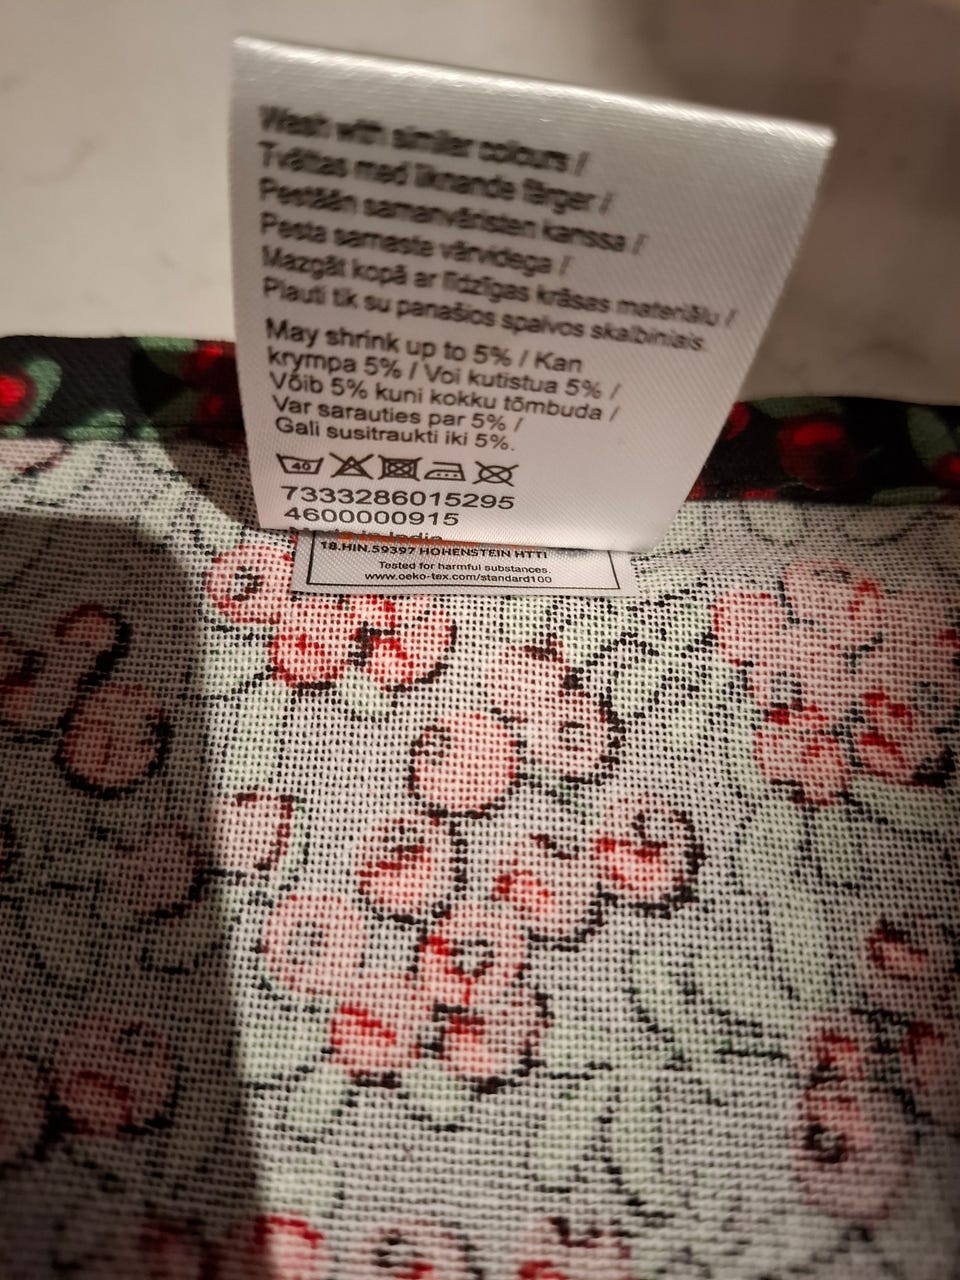 Wash with similar colours /
Tvättas med liknande färger /
Pestään samanväristen kanssa /
Pesta sarnaste värvidega /
Mazgāt kopā ar līdzīgas krāsas materiālu /
Plauti tik su panašios spalvos skalbiniais.
May shrink up to 5% / Kan
krympa 5% / Voi kutistua 5% /
Võib 5% kuni kokku tõmbuda /
Var sarauties par 5% /
Gali susitraukti iki 5%.
40
7333286015295
4600000915
Made in India
18.HIN.59397 HOHENSTEIN HTTI
Tested for harmful substances.
www.oeko-tex.com/standard100